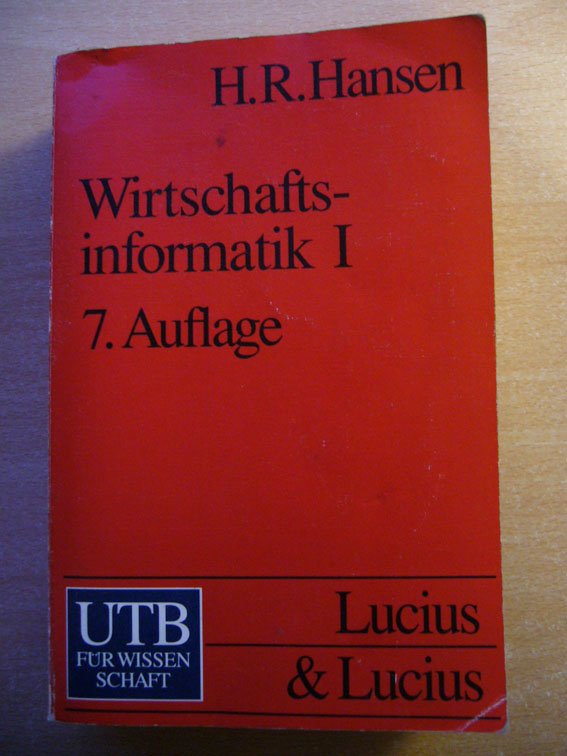 H.R.Hansen
Wirtschafts-
informatik I
7. Auflage
UTB
FÜR WISSEN
SCHAFT
Lucius
& Lucius